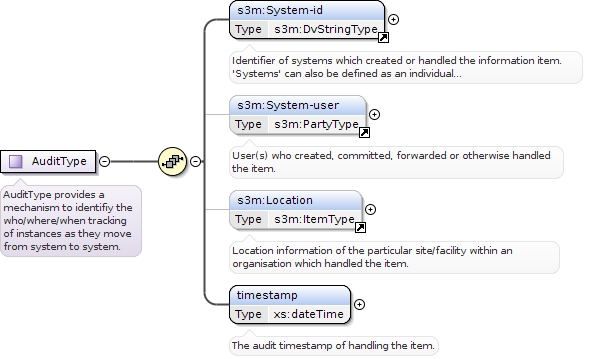 s3m:System-id
Type s3m:DvStringType
Identifier of systems which created or handled the information item.
'Systems' can also be defined as an individual...
s3m:System-user
Type s3m:PartyType
User(s) who created, committed, forwarded or otherwise handled
the item.
AuditType
AuditType provides a
mechanism to identifiy the
who/where/when tracking
of instances as they move
from system to system.
s3m:Location
Type s3m:ItemType
Location information of the particular site/facility within an
organisation which handled the item.
timestamp
Type xs:dateTime
The audit timestamp of handling the item.